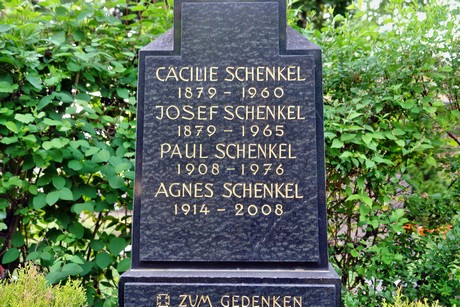 CÄCILIE SCHENKEL
1879 - 1960
JOSEF SCHENKEL
1879 - 1965
PAUL SCHENKEL
1908 - 1976
AGNES SCHENKEL
1914 - 2008
ZUM GEDENKEN